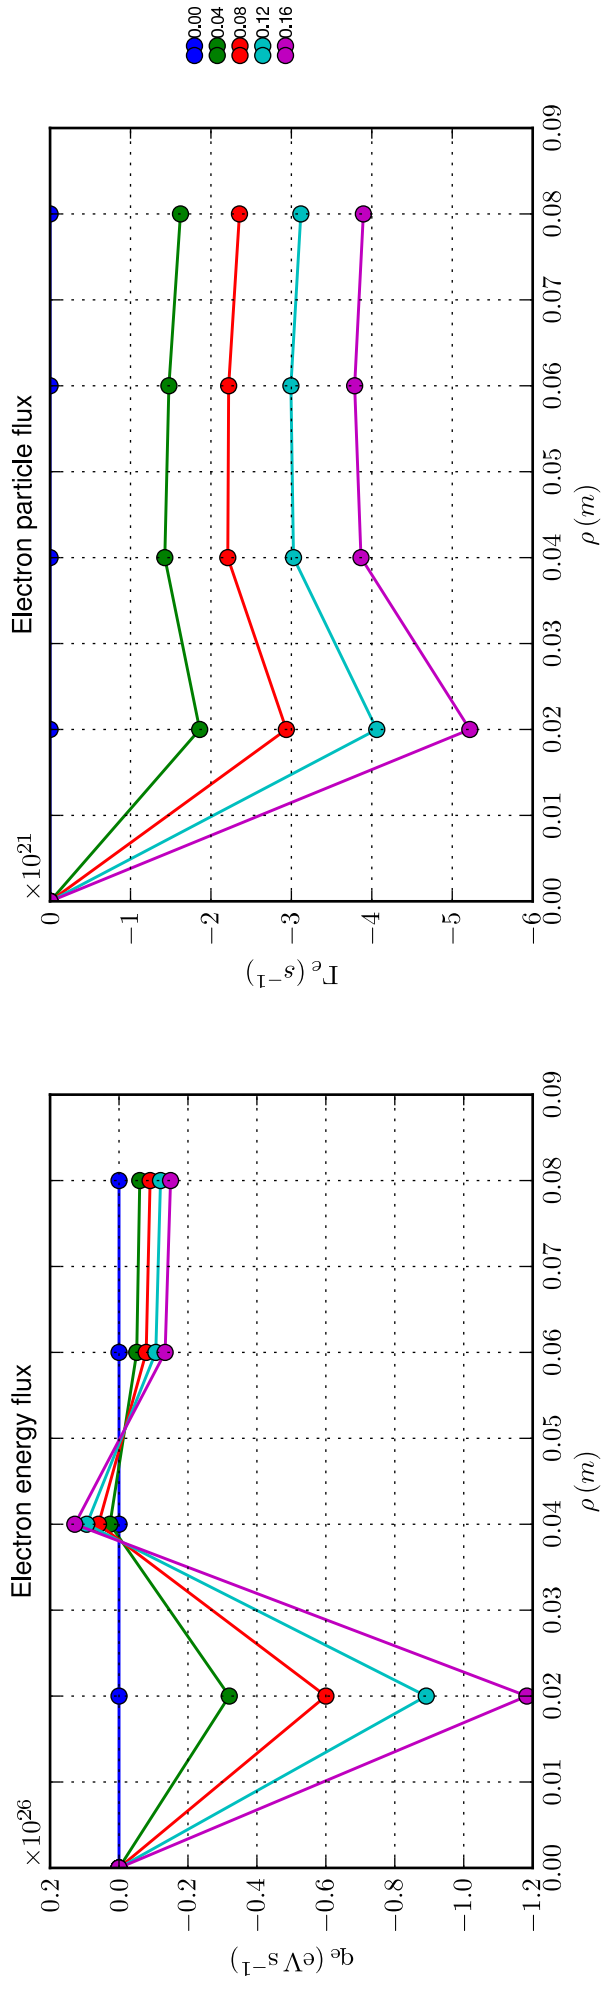 Electron energy flux
×10²⁶
0.2
0.0
−0.2
−0.4
−0.6
−0.8
−1.0
−1.2
qₑ (eV s⁻¹)
0.00 0.01 0.02 0.03 0.04 0.05 0.06 0.07 0.08 0.09
ρ (m)
Electron particle flux
×10²¹
0
−1
−2
−3
−4
−5
−6
Γₑ (s⁻¹)
0.00 0.01 0.02 0.03 0.04 0.05 0.06 0.07 0.08 0.09
ρ (m)
0.00
0.04
0.08
0.12
0.16